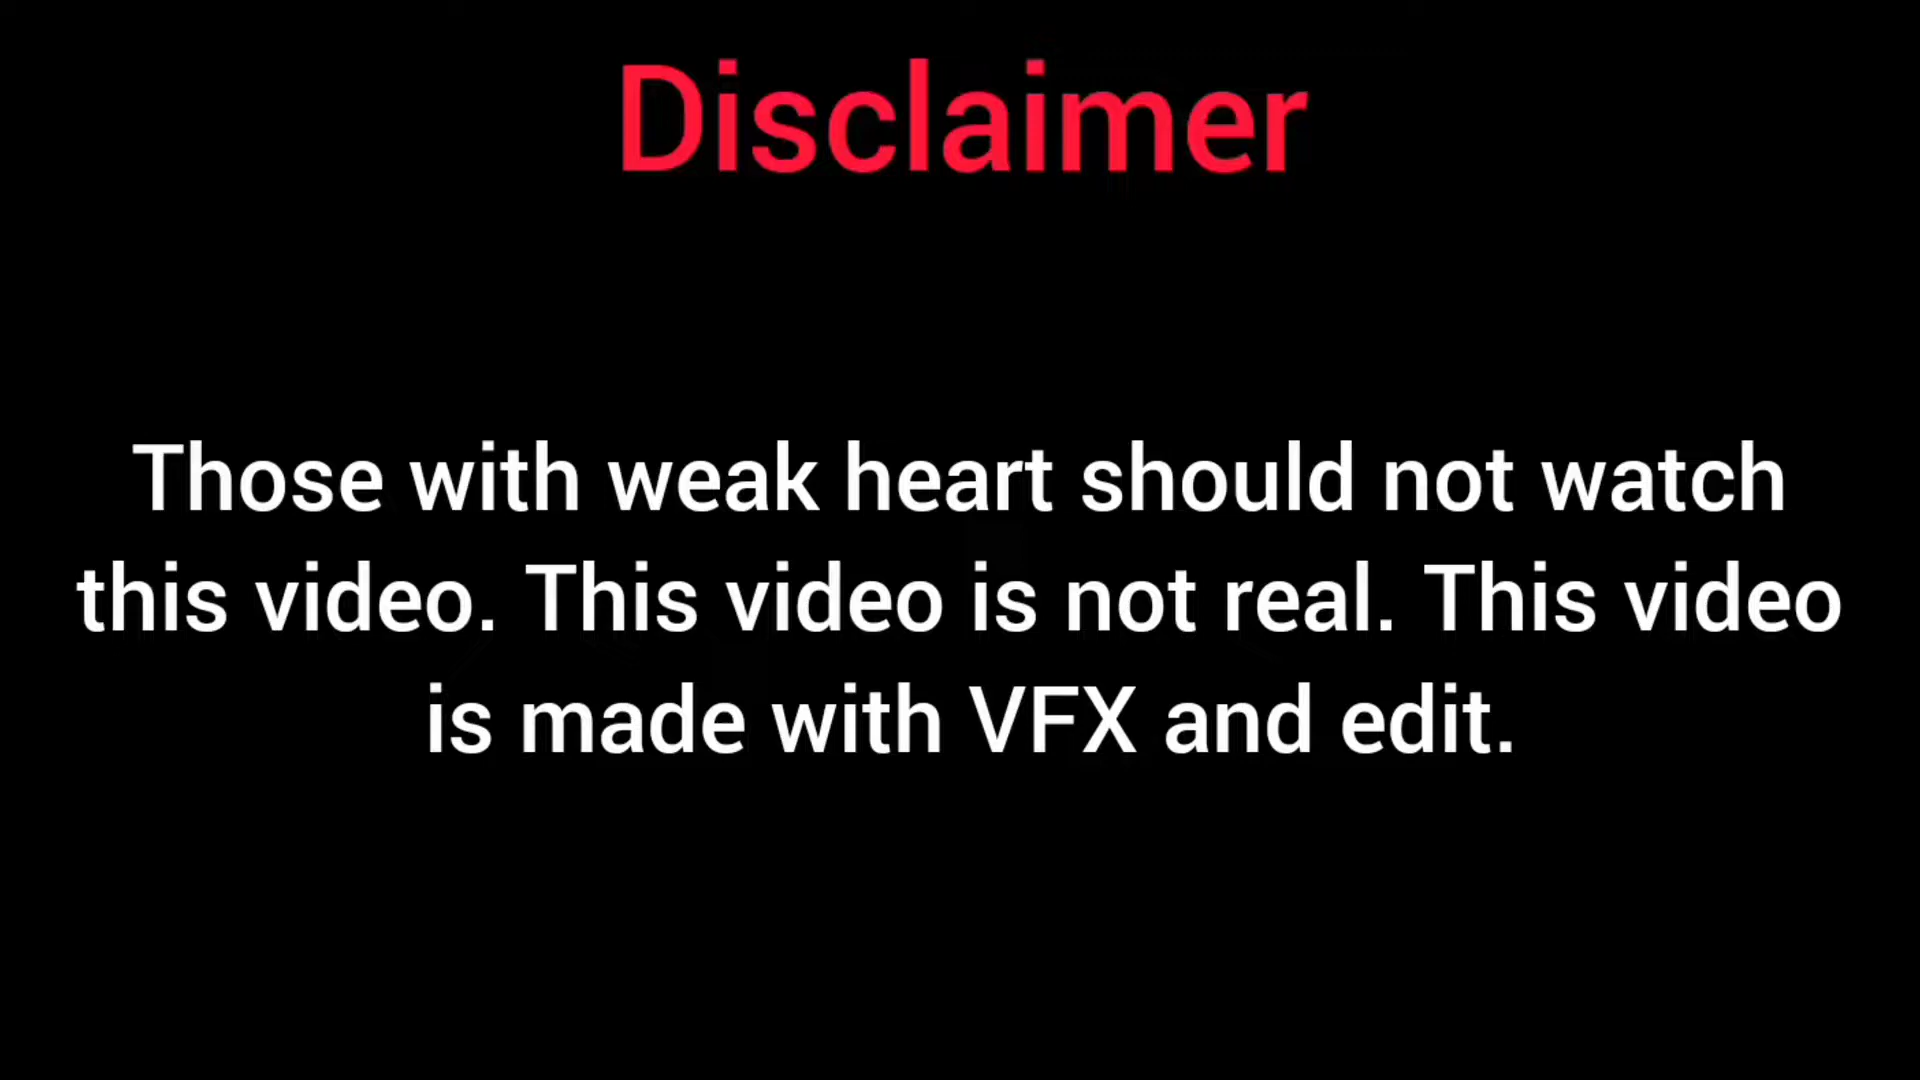 Disclaimer
Those with weak heart should not watch
this video. This video is not real. This video
is made with VFX and edit.